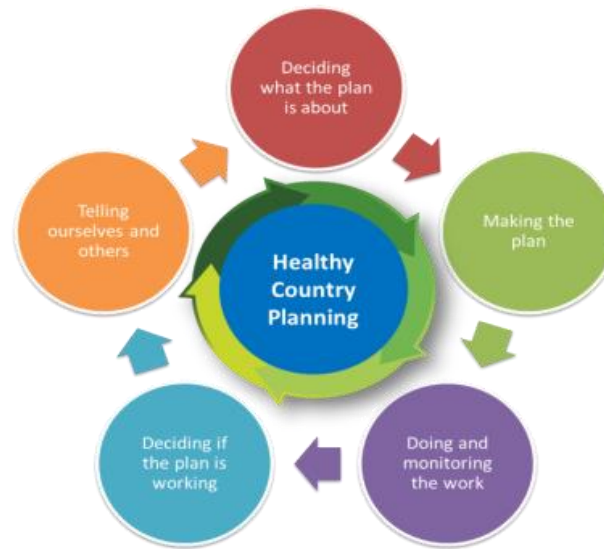 Deciding
what the plan
is about
Making the
plan
Doing and
monitoring
the work
Deciding if
the plan is
working
Telling
ourselves and
others
Healthy
Country
Planning